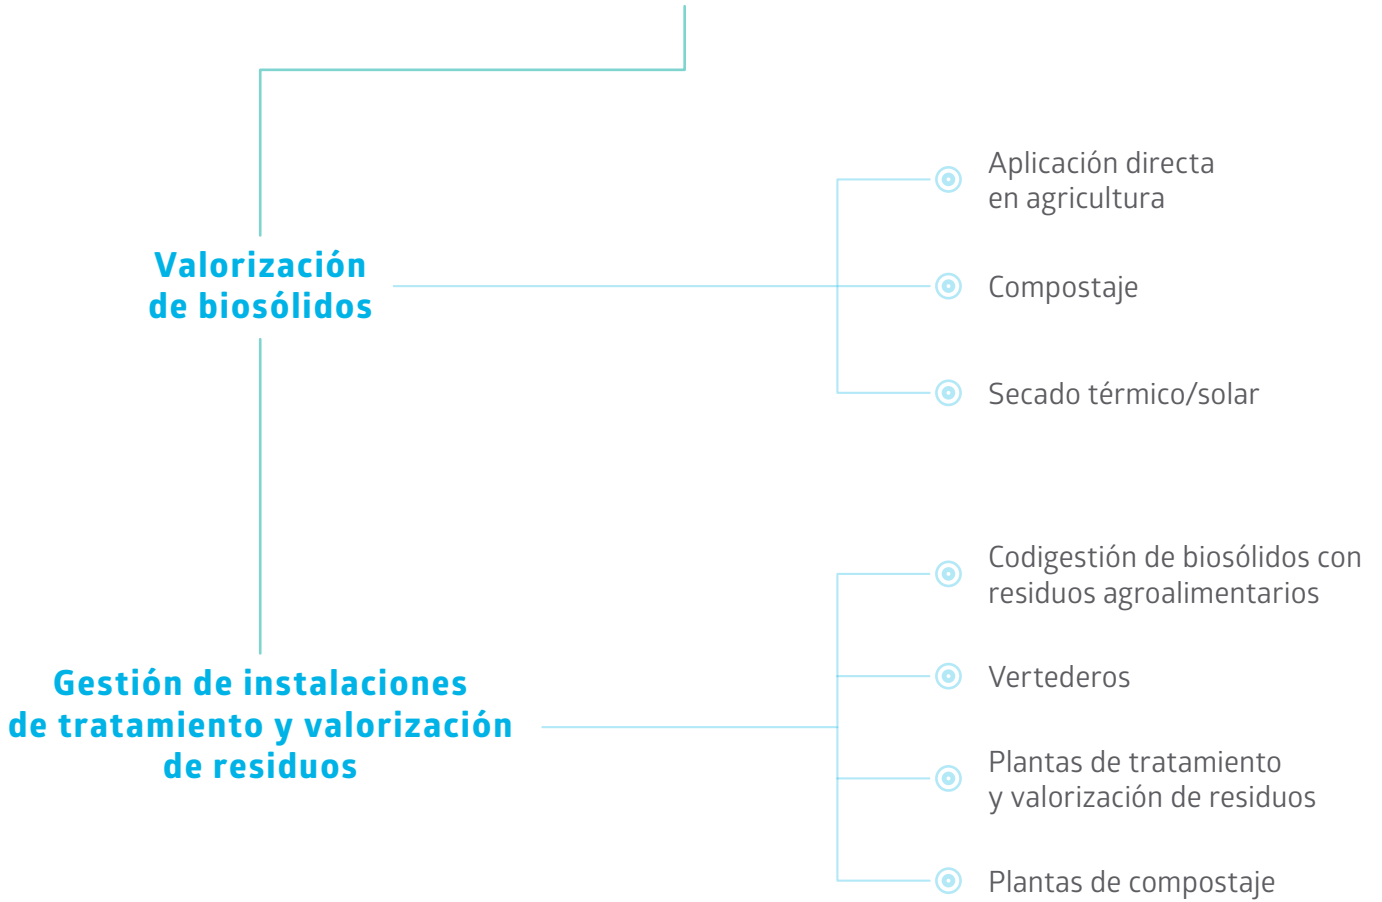 Valorización
de biosólidos
Aplicación directa
en agricultura
Compostaje
Secado térmico/solar
Gestión de instalaciones
de tratamiento y valorización
de residuos
Codigestión de biosólidos con
residuos agroalimentarios
Vertederos
Plantas de tratamiento
y valorización de residuos
Plantas de compostaje